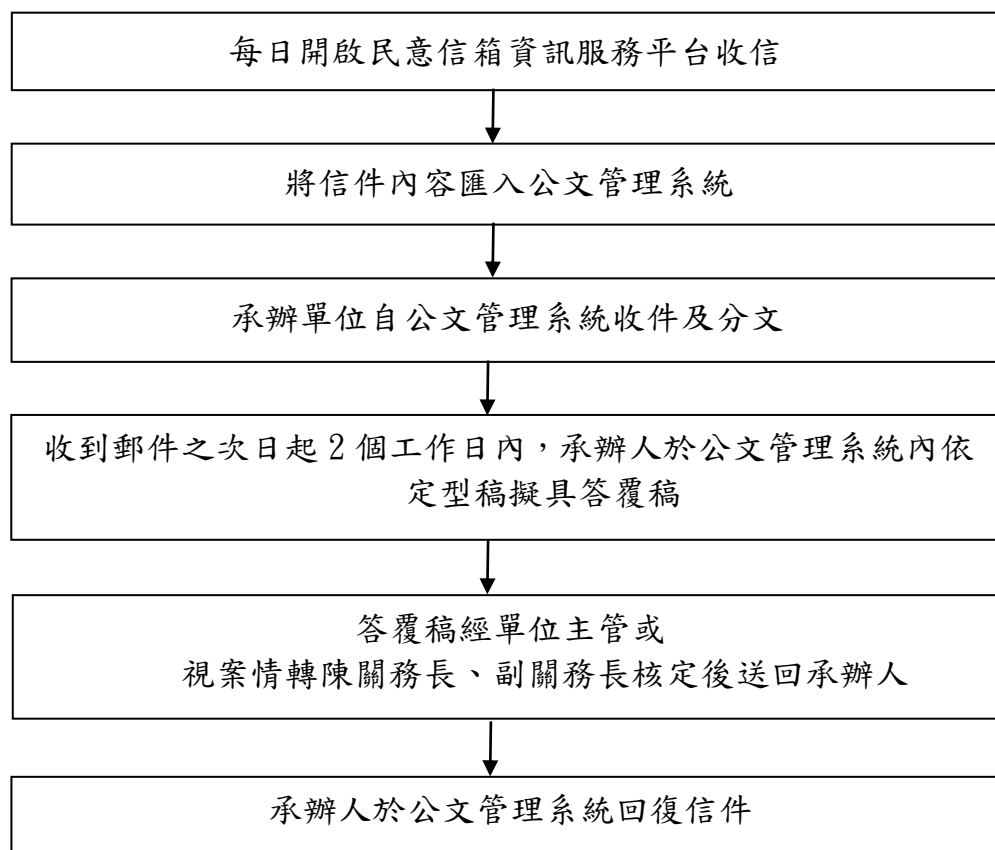 每日開啟民意信箱資訊服務平台收信
將信件內容匯入公文管理系統
承辦單位自公文管理系統收件及分文
收到郵件之次日起 2 個工作日內，承辦人於公文管理系統內依
定型稿擬具答覆稿
答覆稿經單位主管或
視案情轉陳關務長、副關務長核定後送回承辦人
承辦人於公文管理系統回復信件